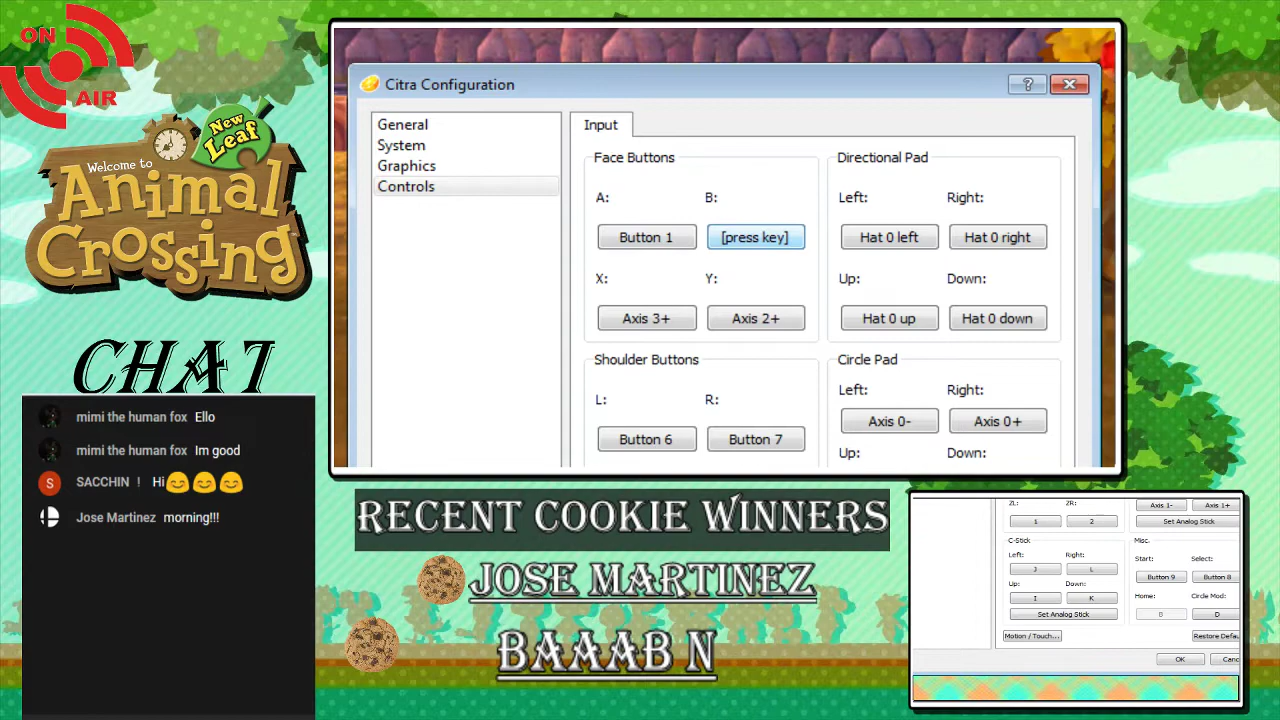 ON
AIR
Welcome to
Animal
Crossing
New
Leaf
CHAT
mimi the human fox Ello
mimi the human fox Im good
S
SACCHIN ! Hi😊😊😊
Jose Martinez morning!!!
Citra Configuration
?
General
System
Graphics
Controls
Input
Face Buttons
A: B:
Button 1 [press key]
X: Y:
Axis 3+ Axis 2+
Directional Pad
Left: Right:
Hat 0 left Hat 0 right
Up: Down:
Hat 0 up Hat 0 down
Shoulder Buttons
L: R:
Button 6 Button 7
Circle Pad
Left: Right:
Axis 0- Axis 0+
Up: Down:
RECENT COOKIE WINNERS
JOSE MARTINEZ
BAAAB N
ZL: ZR:
1 2
C-Stick
Left: Right:
J L
Up: Down:
I K
Set Analog Stick
Motion / Touch...
Axis 1- Axis 1+
Set Analog Stick
Misc.
Start: Select:
Button 9 Button 8
Home: Circle Mod:
B D
Restore Defau
OK Canc